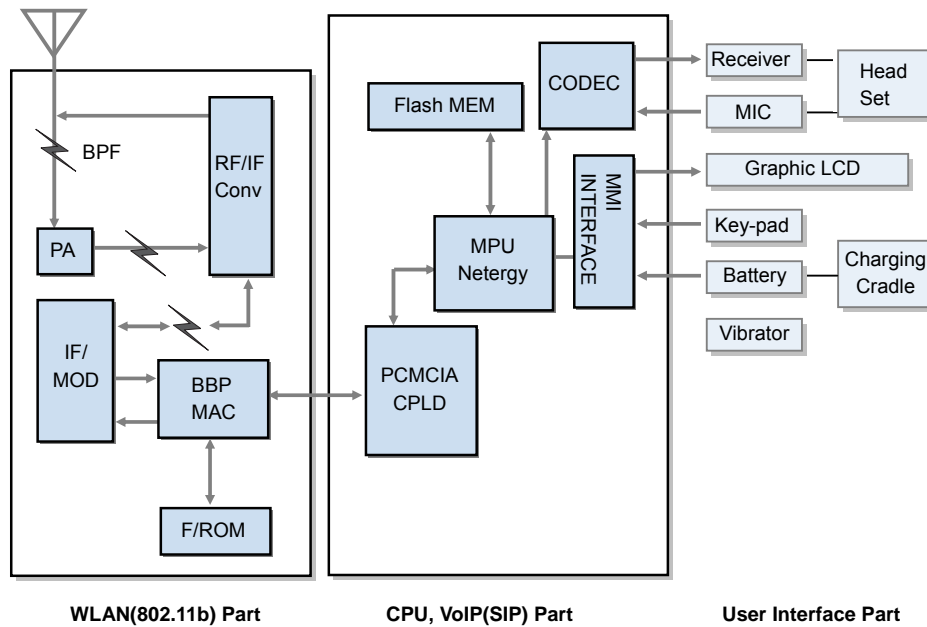 BPF
RF/IF
Conv
PA
IF/
MOD
BBP
MAC
F/ROM
Flash MEM
CODEC
MPU
Netergy
MMI
INTERFACE
PCMCIA
CPLD
Receiver
MIC
Head
Set
Graphic LCD
Key-pad
Battery
Charging
Cradle
Vibrator
WLAN(802.11b) Part
CPU, VoIP(SIP) Part
User Interface Part